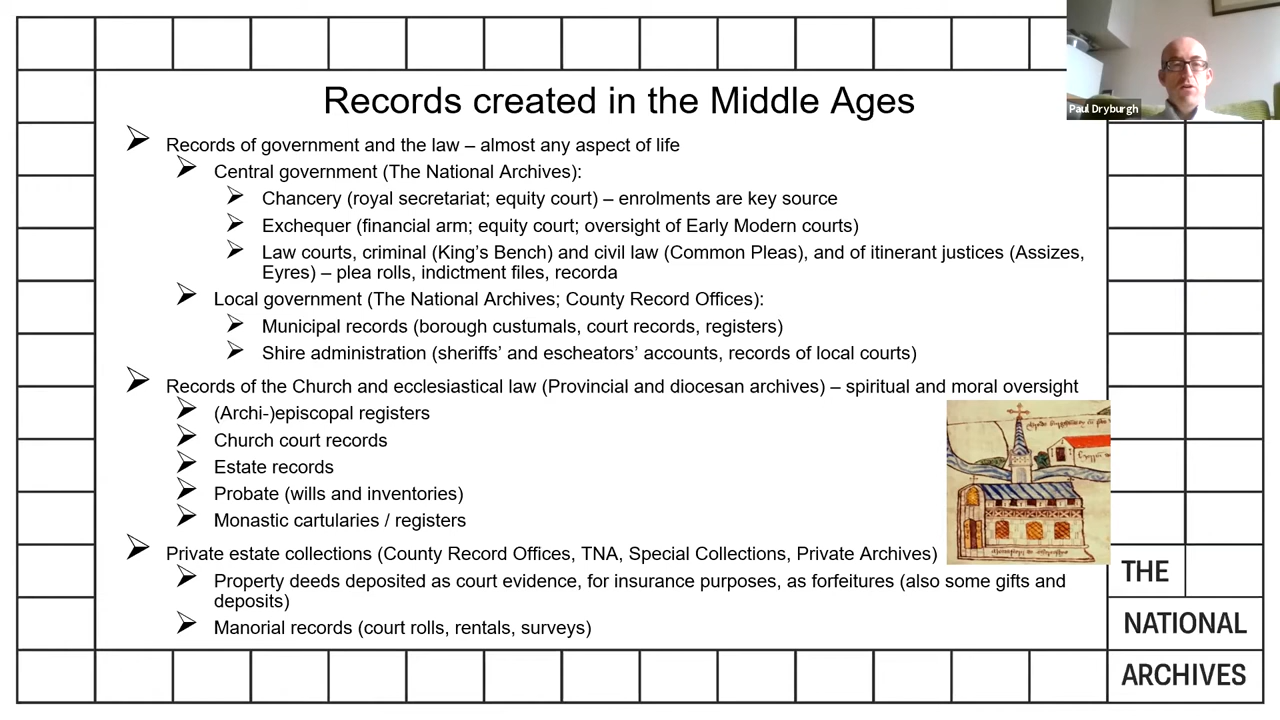 Records created in the Middle Ages
Paul Dryburgh
Records of government and the law – almost any aspect of life
Central government (The National Archives):
Chancery (royal secretariat; equity court) – enrolments are key source
Exchequer (financial arm; equity court; oversight of Early Modern courts)
Law courts, criminal (King's Bench) and civil law (Common Pleas), and of itinerant justices (Assizes,
Eyres) – plea rolls, indictment files, recorda
Local government (The National Archives; County Record Offices):
Municipal records (borough custumals, court records, registers)
Shire administration (sheriffs' and escheators' accounts, records of local courts)
Records of the Church and ecclesiastical law (Provincial and diocesan archives) – spiritual and moral oversight
(Archi-)episcopal registers
Church court records
Estate records
Probate (wills and inventories)
Monastic cartularies / registers
Private estate collections (County Record Offices, TNA, Special Collections, Private Archives)
Property deeds deposited as court evidence, for insurance purposes, as forfeitures (also some gifts and
deposits)
Manorial records (court rolls, rentals, surveys)
THE
NATIONAL
ARCHIVES